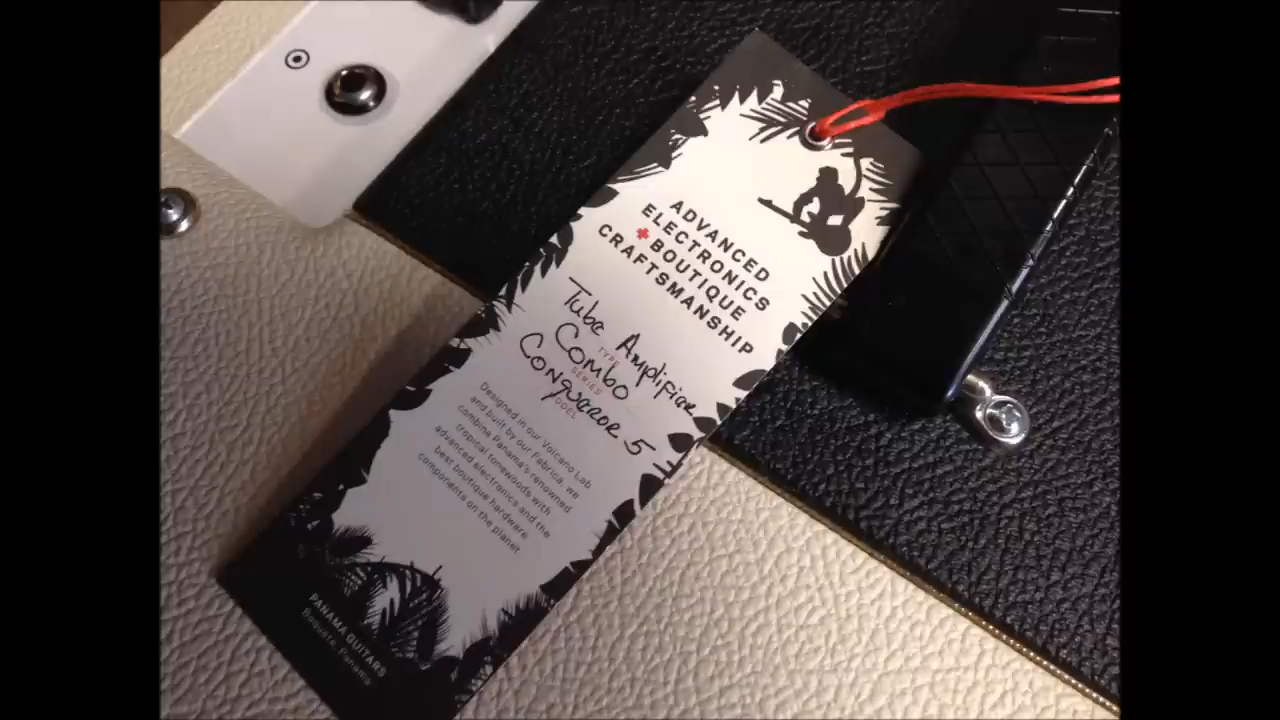 ADVANCED
ELECTRONICS
+ BOUTIQUE
CRAFTSMANSHIP
Tube Amplifier
TYPE
Combo
SERIES
Conqueror 5
MODEL
Designed in our Volcano Lab
and built by our Fabrica, we
combine Panama's renowned
tropical tonewoods with
advanced electronics and the
best boutique hardware
components on the planet
PANAMA GUITARS
Boquete, Panama